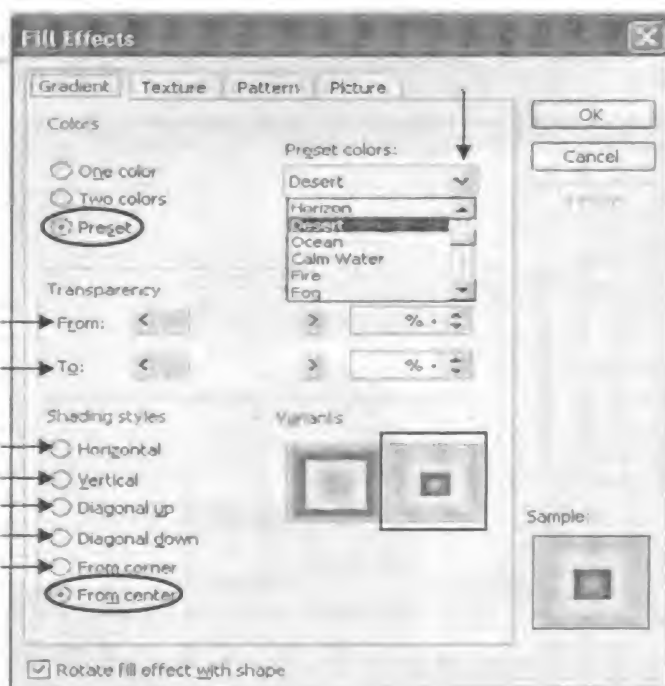 Fill Effects
Gradient Texture Pattern Picture
Colors
One color
Two colors
Preset
Preset colors:
Desert
Horizon
Desert
Ocean
Calm Water
Fire
Fog
OK
Cancel
Transparency
From: %
To: %
Shading styles
Horizontal
Vertical
Diagonal up
Diagonal down
From corner
From center
Variants
Sample:
Rotate fill effect with shape